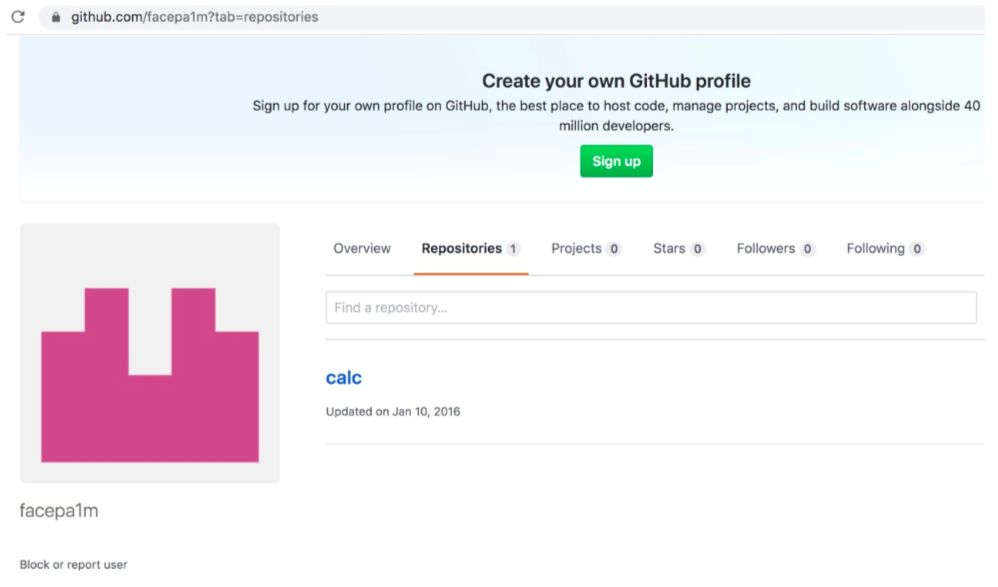 github.com/facepa1m?tab=repositories
Create your own GitHub profile
Sign up for your own profile on GitHub, the best place to host code, manage projects, and build software alongside 40
million developers.
Sign up
Overview Repositories 1 Projects 0 Stars 0 Followers 0 Following 0
Find a repository...
calc
Updated on Jan 10, 2016
facepa1m
Block or report user